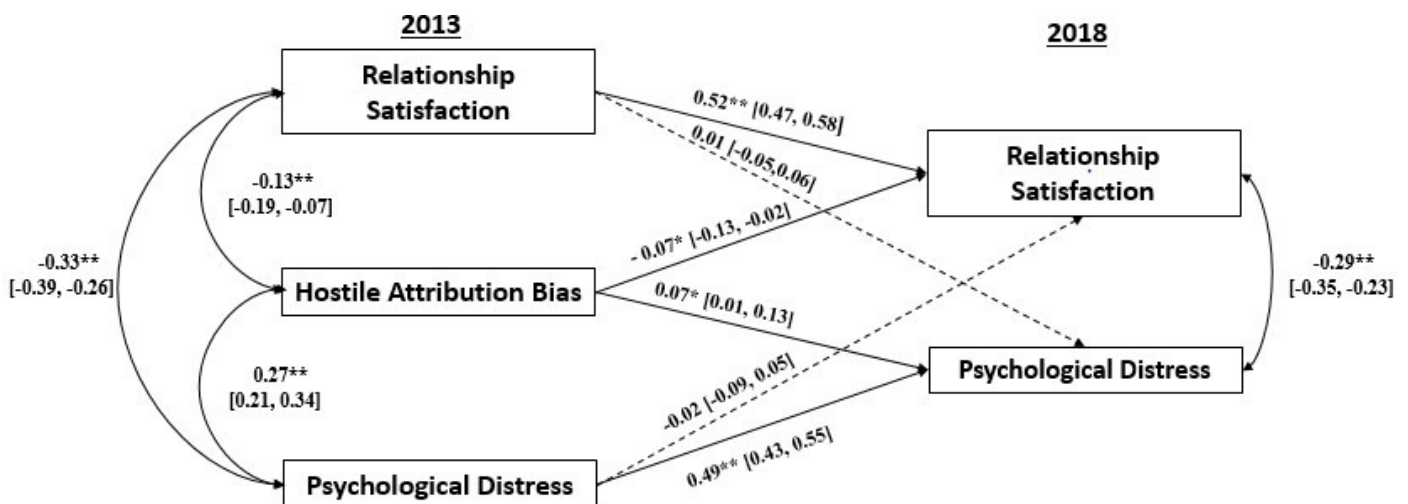 2013
2018
Relationship
Satisfaction
0.52** [0.47, 0.58]
0.01 [-0.05,0.06]
Relationship
Satisfaction
-0.13**
[-0.19, -0.07]
- 0.07* [-0.13, -0.02]
-0.33**
[-0.39, -0.26]
Hostile Attribution Bias
0.07* [0.01, 0.13]
-0.29**
[-0.35, -0.23]
0.27**
[0.21, 0.34]
-0.02 [-0.09, 0.05]
Psychological Distress
0.49** [0.43, 0.55]
Psychological Distress